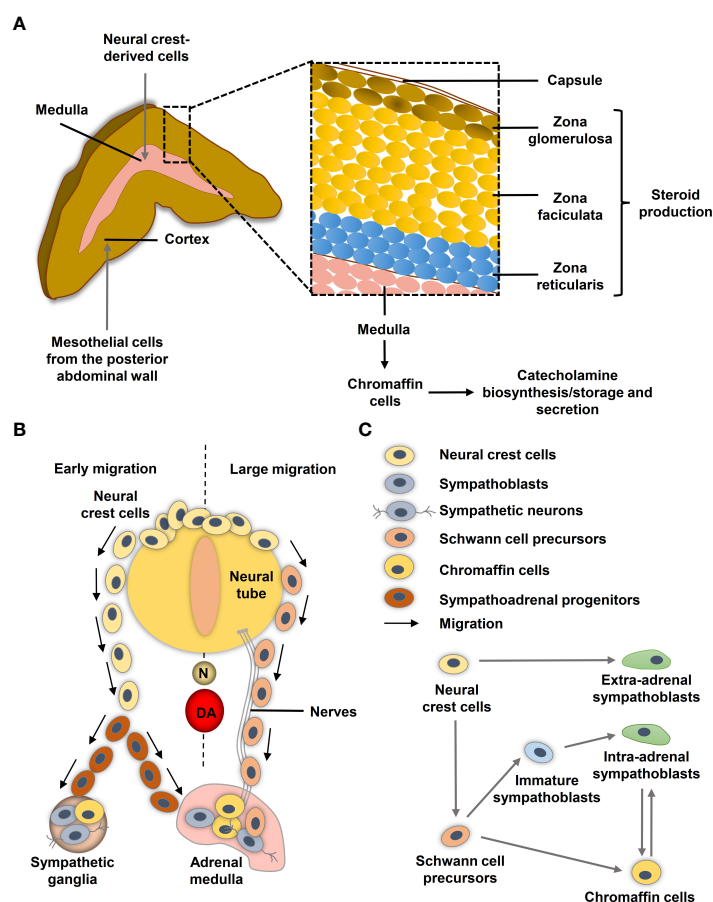 A
Neural crest-
derived cells
Medulla
Cortex
Mesothelial cells
from the posterior
abdominal wall
Capsule
Zona
glomerulosa
Zona
faciculata
Zona
reticularis
Steroid
production
Medulla
Chromaffin
cells
Catecholamine
biosynthesis/storage and
secretion
B
Early migration
Large migration
Neural
crest cells
Neural
tube
N
DA
Nerves
Sympathetic
ganglia
Adrenal
medulla
C
Neural crest cells
Sympathoblasts
Sympathetic neurons
Schwann cell precursors
Chromaffin cells
Sympathoadrenal progenitors
Migration
Neural
crest cells
Extra-adrenal
sympathoblasts
Immature
sympathoblasts
Intra-adrenal
sympathoblasts
Schwann cell
precursors
Chromaffin cells